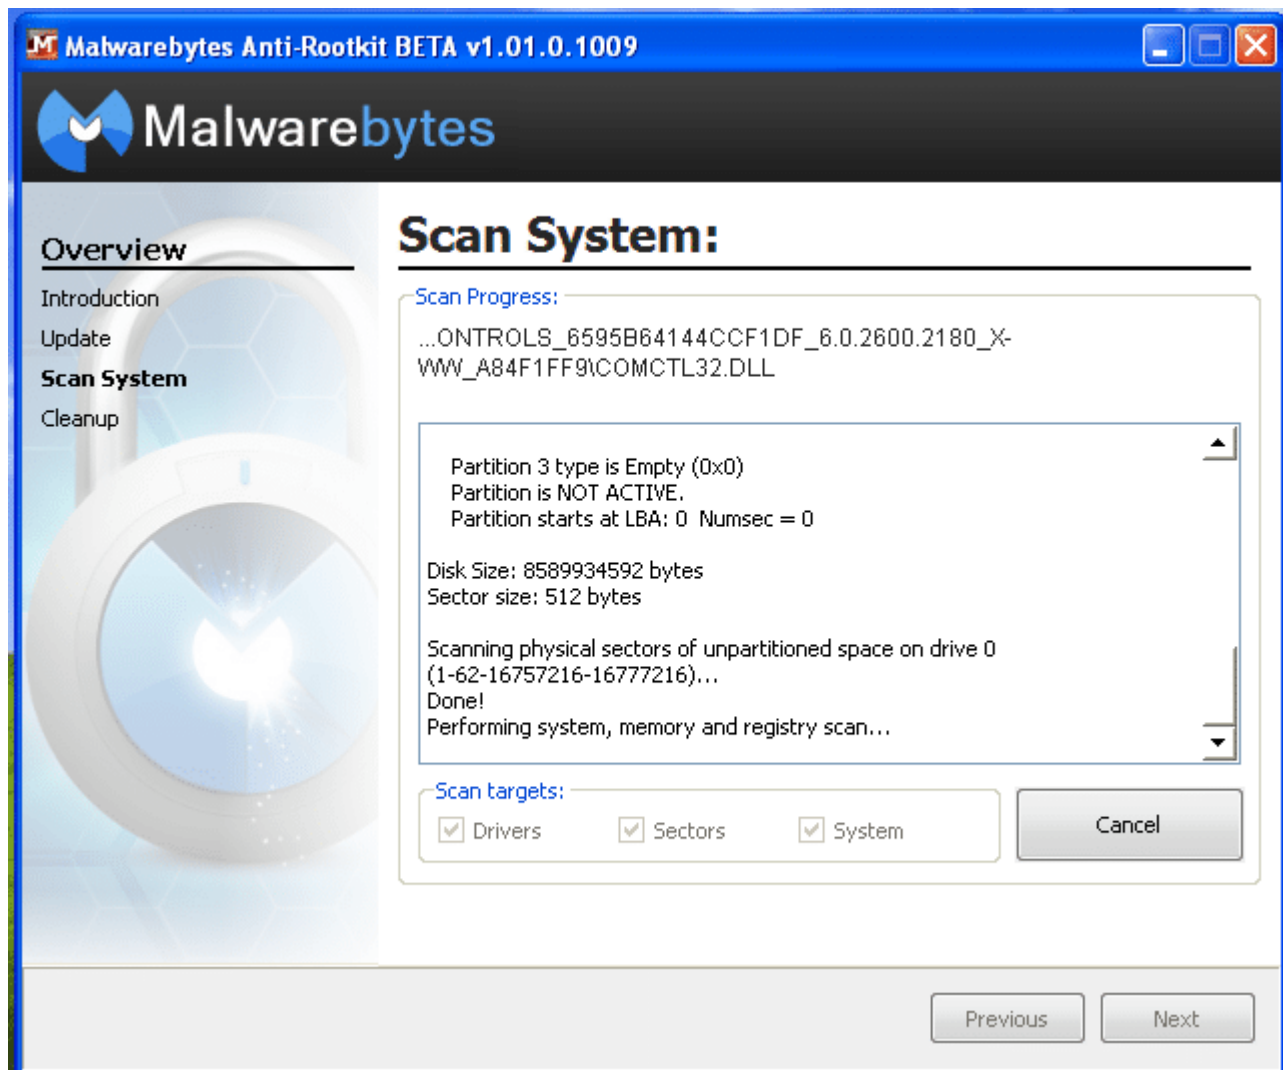 Malwarebytes Anti-Rootkit BETA v1.01.0.1009
Malwarebytes
Overview
Introduction
Update
Scan System
Cleanup
Scan System:
Scan Progress:
...ONTROLS_6595B64144CCF1DF_6.0.2600.2180_X-
WW_A84F1FF9\COMCTL32.DLL
Partition 3 type is Empty (0x0)
Partition is NOT ACTIVE.
Partition starts at LBA: 0 Numsec = 0
Disk Size: 8589934592 bytes
Sector size: 512 bytes
Scanning physical sectors of unpartitioned space on drive 0
(1-62-16757216-16777216)...
Done!
Performing system, memory and registry scan...
Scan targets:
Drivers Sectors System
Cancel
Previous Next